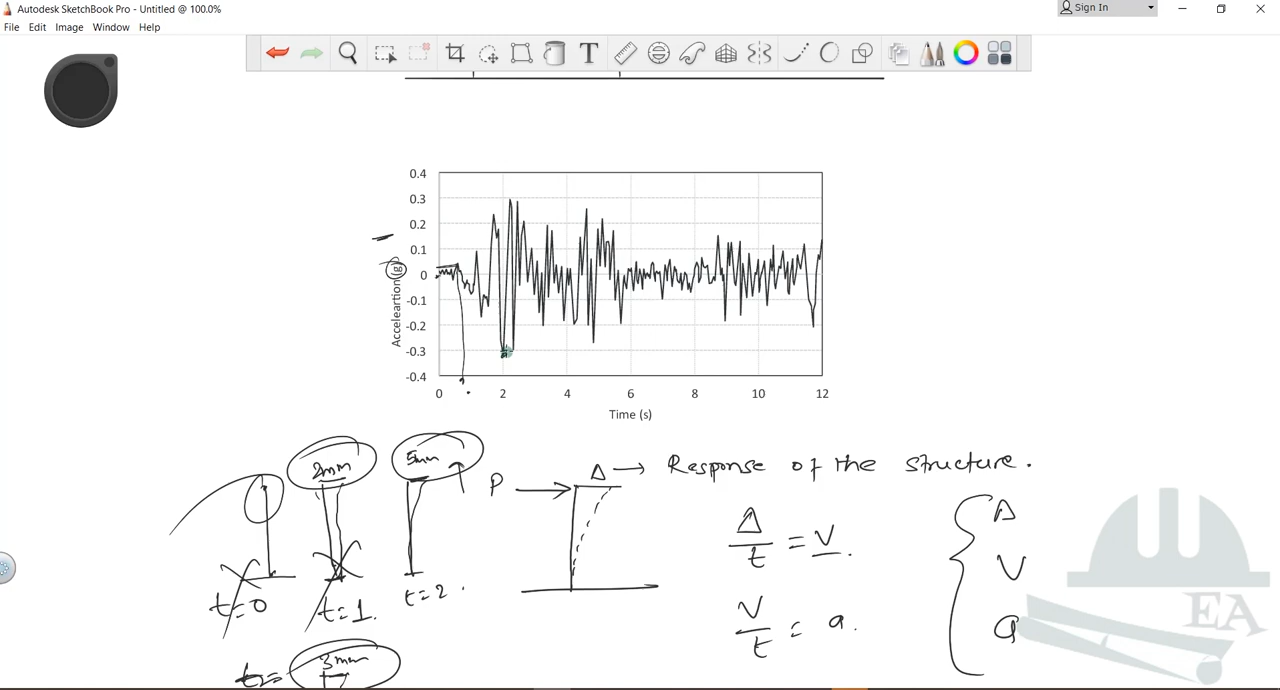 Autodesk SketchBook Pro - Untitled @ 100.0%
Sign In
File Edit Image Window Help
T
0.4
0.3
0.2
0.1
0
-0.1
-0.2
-0.3
-0.4
Acceleartion (g)
0 2 4 6 8 10 12
Time (s)
2mm
5mm
P
Δ → Response of the structure.
t=0
t=1.
t=2.
Δ/t = V.
V/t = a.
Δ
V
a
3mm
EA